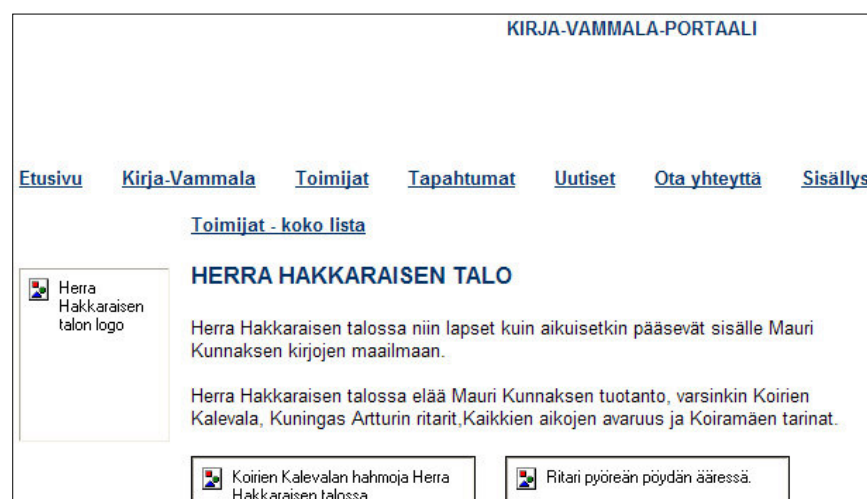 KIRJA-VAMMALA-PORTAALI
Etusivu Kirja-Vammala Toimijat Tapahtumat Uutiset Ota yhteyttä Sisällys
Toimijat - koko lista
Herra
Hakkaraisen
talon logo
HERRA HAKKARAISEN TALO
Herra Hakkaraisen talossa niin lapset kuin aikuisetkin pääsevät sisälle Mauri
Kunnaksen kirjojen maailmaan.
Herra Hakkaraisen talossa elää Mauri Kunnaksen tuotanto, varsinkin Koirien
Kalevala, Kuningas Artturin ritarit,Kaikkien aikojen avaruus ja Koiramäen tarinat.
Koirien Kalevalan hahmoja Herra
Hakkaraisen talossa
Ritari pyöreän pöydän ääressä.